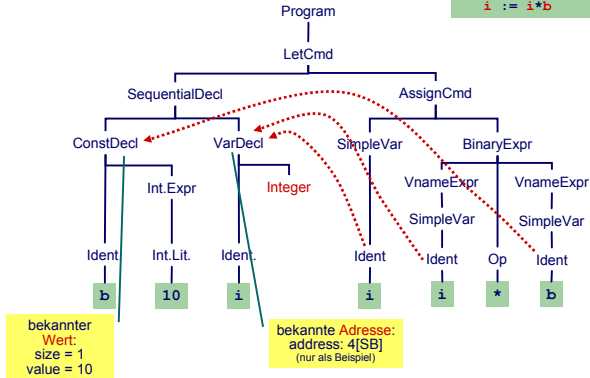 i := i*b
Program
LetCmd
SequentialDecl AssignCmd
ConstDecl VarDecl SimpleVar BinaryExpr
Int.Expr Integer VnameExpr VnameExpr
SimpleVar SimpleVar
Ident Int.Lit. Ident. Ident Ident Op Ident
b 10 i i i * b
bekannter
Wert:
size = 1
value = 10
bekannte Adresse:
address: 4[SB]
(nur als Beispiel)